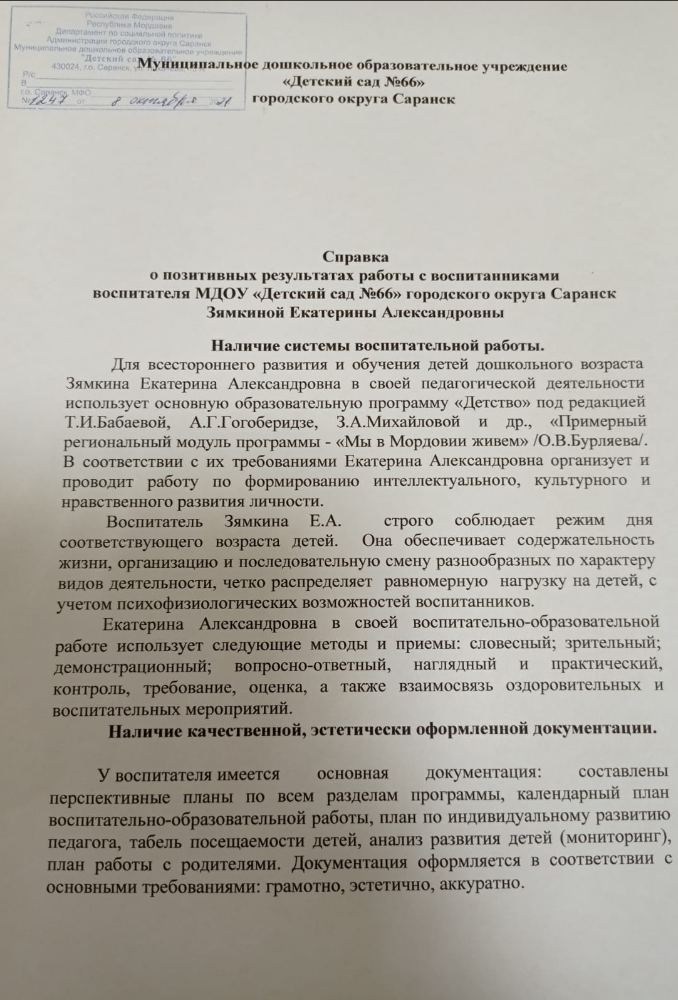 Российская Федерация
Республика Мордовия
Департамент по социальной политике
Администрации городского округа Саранск
Муниципальное дошкольное образовательное учреждение
"Детский сад № 66"
430024, г.о. Саранск, ул.
Р/с
В
г.о. Саранск МФО
№ 1247 от 8 октября 2021
Муниципальное дошкольное образовательное учреждение
«Детский сад №66»
городского округа Саранск
Справка
о позитивных результатах работы с воспитанниками
воспитателя МДОУ «Детский сад №66» городского округа Саранск
Зямкиной Екатерины Александровны
Наличие системы воспитательной работы.
Для всестороннего развития и обучения детей дошкольного возраста
Зямкина Екатерина Александровна в своей педагогической деятельности
использует основную образовательную программу «Детство» под редакцией
Т.И.Бабаевой, А.Г.Гогоберидзе, З.А.Михайловой и др., «Примерный
региональный модуль программы - «Мы в Мордовии живем» /О.В.Бурляева/.
В соответствии с их требованиями Екатерина Александровна организует и
проводит работу по формированию интеллектуального, культурного и
нравственного развития личности.
Воспитатель Зямкина Е.А. строго соблюдает режим дня
соответствующего возраста детей. Она обеспечивает содержательность
жизни, организацию и последовательную смену разнообразных по характеру
видов деятельности, четко распределяет равномерную нагрузку на детей, с
учетом психофизиологических возможностей воспитанников.
Екатерина Александровна в своей воспитательно-образовательной
работе использует следующие методы и приемы: словесный; зрительный;
демонстрационный; вопросно-ответный, наглядный и практический,
контроль, требование, оценка, а также взаимосвязь оздоровительных и
воспитательных мероприятий.
Наличие качественной, эстетически оформленной документации.
У воспитателя имеется основная документация: составлены
перспективные планы по всем разделам программы, календарный план
воспитательно-образовательной работы, план по индивидуальному развитию
педагога, табель посещаемости детей, анализ развития детей (мониторинг),
план работы с родителями. Документация оформляется в соответствии с
основными требованиями: грамотно, эстетично, аккуратно.